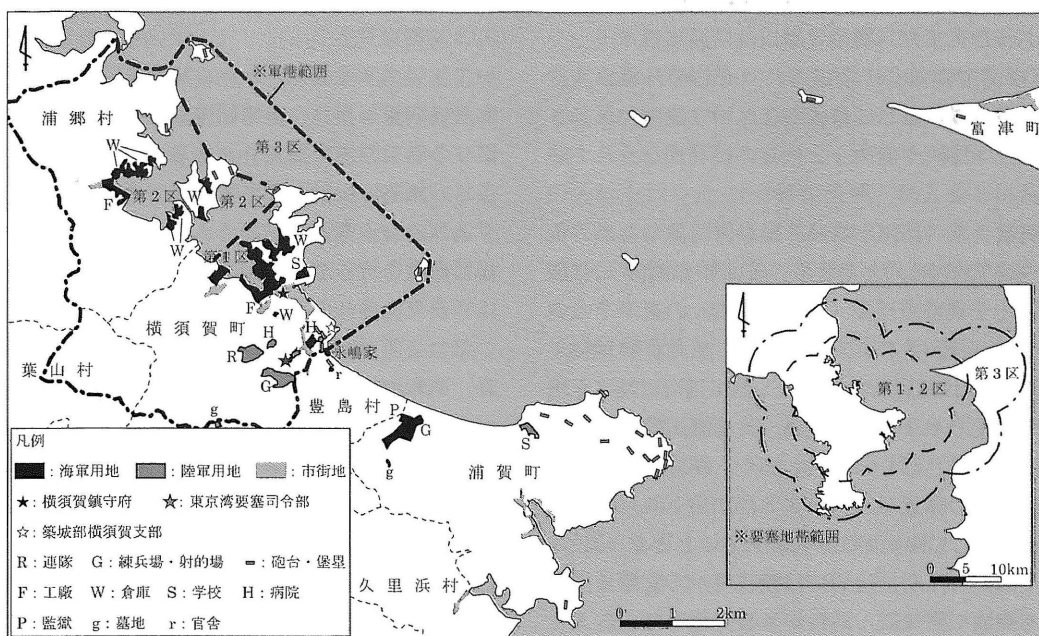 ※軍港範囲
浦郷村
富津町
W
第3区
第2区
W
第2区
F
W
第1区
W
S
F
W
横須賀町
H
H
永嶋家
R
r
葉山村
G
豊島村
g
P
G
S
g
浦賀町
久里浜村
0 1 2km
第1・2区
第3区
※要塞地帯範囲
0 5 10km
凡例
：海軍用地 ：陸軍用地 ：市街地
★：横須賀鎮守府 ：東京湾要塞司令部
☆：築城部横須賀支部
R：連隊 G：練兵場・射的場 ：砲台・堡塁
F：工廠 W：倉庫 S：学校 H：病院
P：監獄 g：墓地 r：官舎